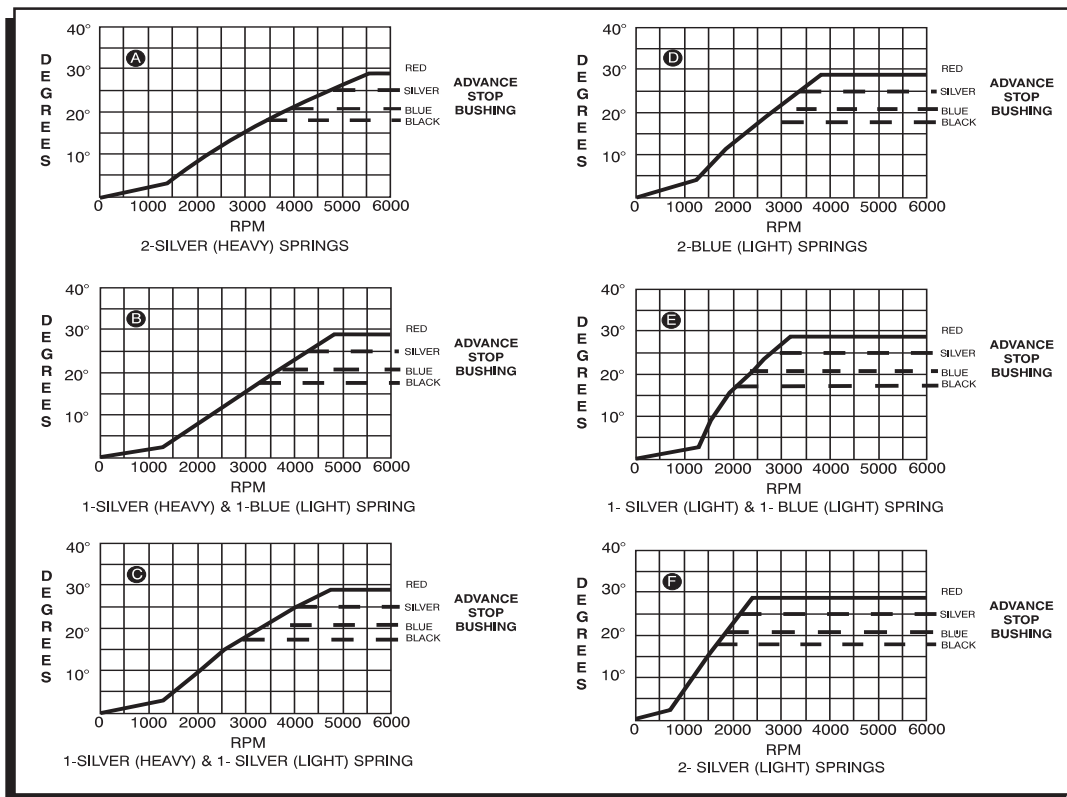 40°
30°
20°
10°
DEGREES
A
RED
SILVER
BLUE
BLACK
ADVANCE
STOP
BUSHING
0 1000 2000 3000 4000 5000 6000
RPM
2-SILVER (HEAVY) SPRINGS
40°
30°
20°
10°
DEGREES
D
RED
SILVER
BLUE
BLACK
ADVANCE
STOP
BUSHING
0 1000 2000 3000 4000 5000 6000
RPM
2-BLUE (LIGHT) SPRINGS
40°
30°
20°
10°
DEGREES
B
RED
SILVER
BLUE
BLACK
ADVANCE
STOP
BUSHING
0 1000 2000 3000 4000 5000 6000
RPM
1-SILVER (HEAVY) & 1-BLUE (LIGHT) SPRING
40°
30°
20°
10°
DEGREES
E
RED
SILVER
BLUE
BLACK
ADVANCE
STOP
BUSHING
0 1000 2000 3000 4000 5000 6000
RPM
1- SILVER (LIGHT) & 1- BLUE (LIGHT) SPRING
40°
30°
20°
10°
DEGREES
C
RED
SILVER
BLUE
BLACK
ADVANCE
STOP
BUSHING
0 1000 2000 3000 4000 5000 6000
RPM
1-SILVER (HEAVY) & 1- SILVER (LIGHT) SPRING
40°
30°
20°
10°
DEGREES
F
RED
SILVER
BLUE
BLACK
ADVANCE
STOP
BUSHING
0 1000 2000 3000 4000 5000 6000
RPM
2- SILVER (LIGHT) SPRINGS